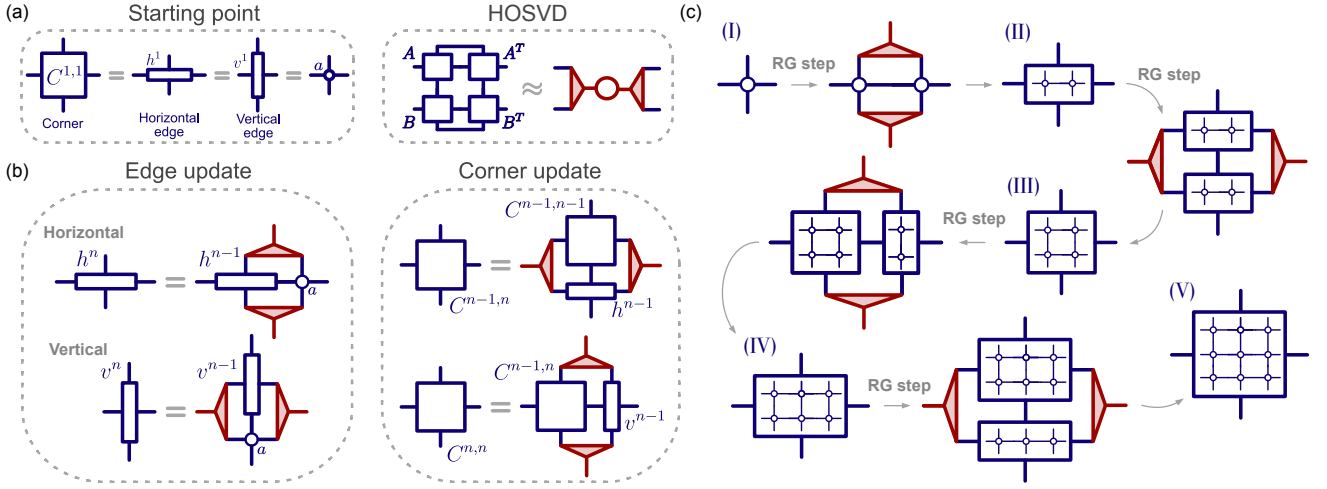 (a)
Starting point
C^{1,1}
=
h^1
=
v^1
=
a
Corner
Horizontal edge
Vertical edge
HOSVD
A
A^T
≈
B
B^T
(b)
Edge update
Horizontal
h^n
=
h^{n-1}
a
Vertical
v^n
=
v^{n-1}
a
Corner update
C^{n-1,n-1}
=
C^{n-1,n}
h^{n-1}
C^{n-1,n}
=
v^{n-1}
C^{n,n}
(c)
(I)
RG step
(II)
RG step
(III)
RG step
(IV)
RG step
(V)